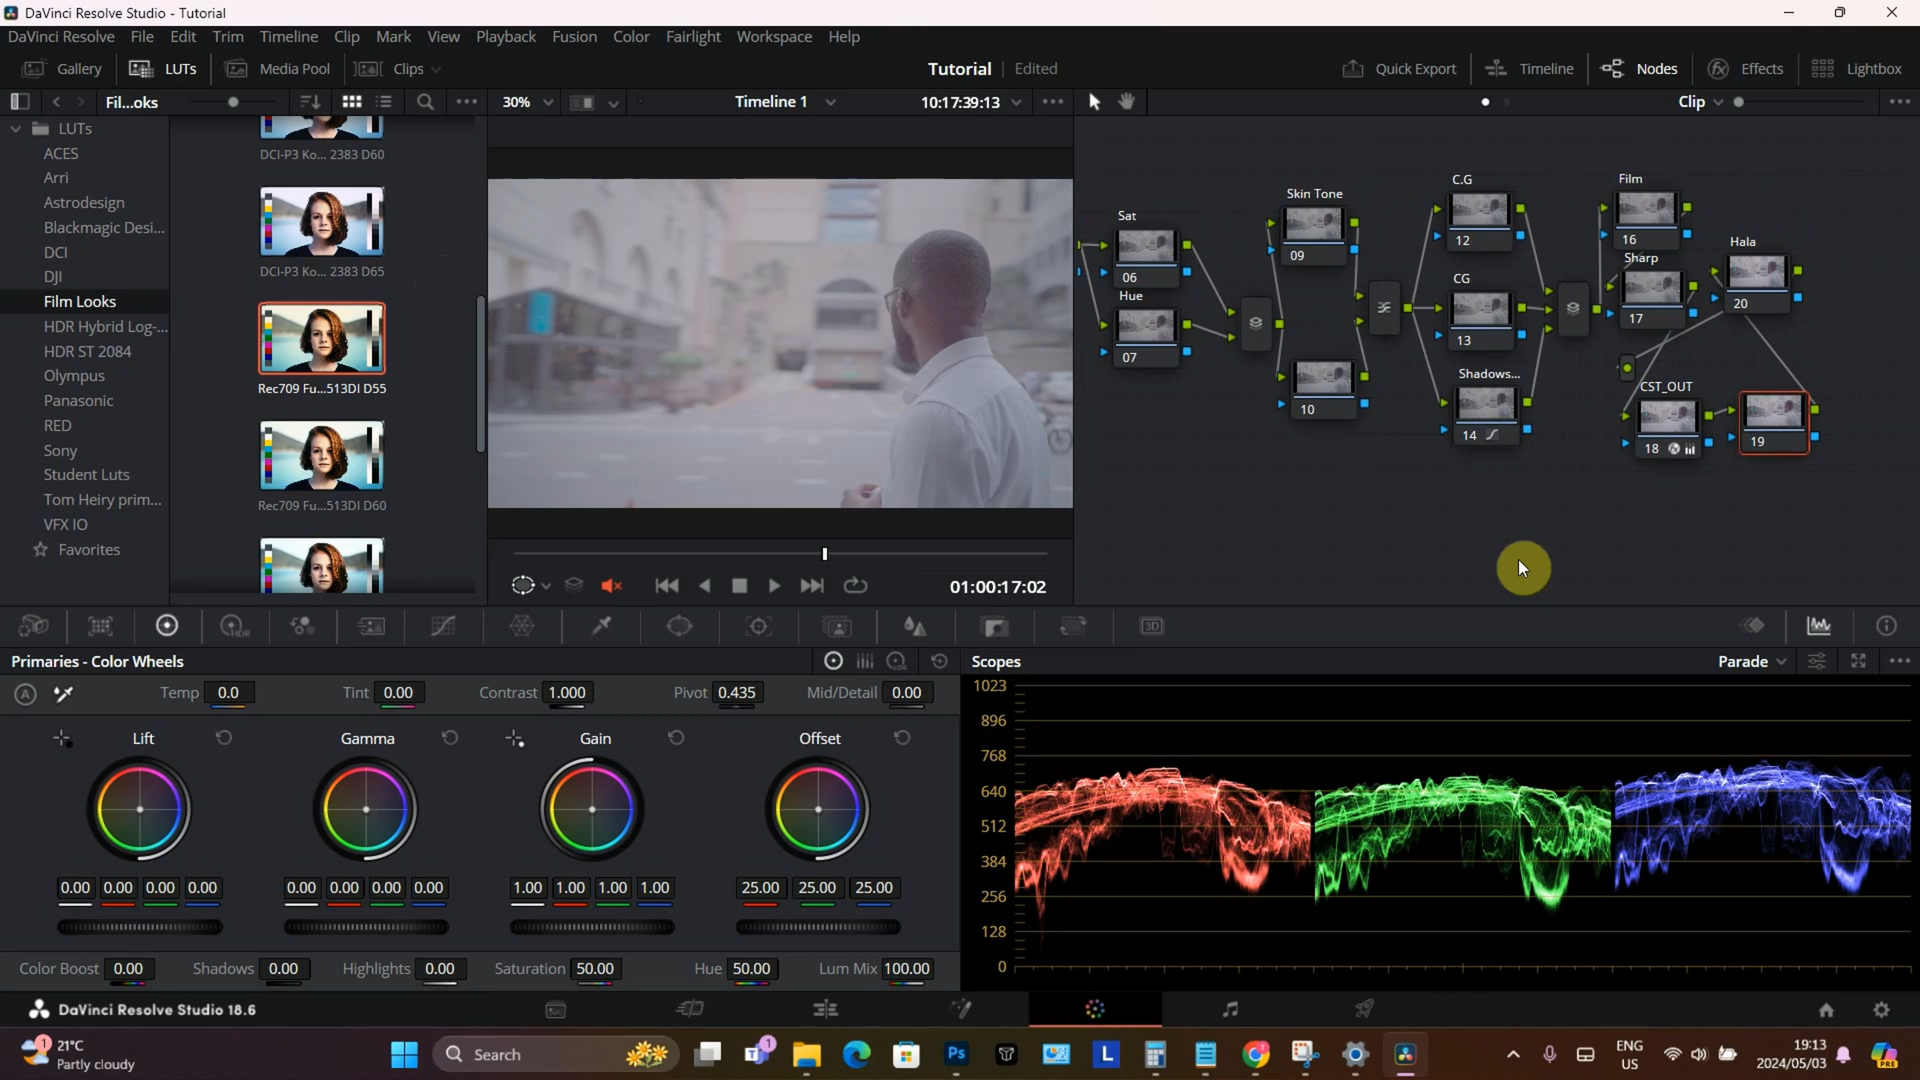 DaVinci Resolve Studio - Tutorial
DaVinci Resolve File Edit Trim Timeline Clip Mark View Playback Fusion Color Fairlight Workspace Help
Gallery LUTs Media Pool Clips Tutorial Edited Quick Export Timeline Nodes Effects Lightbox
Fil...oks 30% Timeline 1 10:17:39:13 Clip
LUTs
ACES
Arri
Astrodesign
Blackmagic Desi...
DCI
DJI
Film Looks
HDR Hybrid Log-...
HDR ST 2084
Olympus
Panasonic
RED
Sony
Student Luts
Tom Heiry prim...
VFX IO
Favorites
DCI-P3 Ko... 2383 D60
DCI-P3 Ko... 2383 D65
Rec709 Fu...513DI D55
Rec709 Fu...513DI D60
01:00:17:02
Sat
06
Hue
07
Skin Tone
09
10
C.G
12
CG
13
Shadows...
14
Film
16
Sharp
17
Hala
20
CST_OUT
18
19
HDR
3D
Primaries - Color Wheels
LOG
A Temp 0.0 Tint 0.00 Contrast 1.000 Pivot 0.435 Mid/Detail 0.00
Lift Gamma Gain Offset
0.00 0.00 0.00 0.00 0.00 0.00 0.00 0.00 1.00 1.00 1.00 1.00 25.00 25.00 25.00
Color Boost 0.00 Shadows 0.00 Highlights 0.00 Saturation 50.00 Hue 50.00 Lum Mix 100.00
Scopes Parade
1023
896
768
640
512
384
256
128
0
DaVinci Resolve Studio 18.6
1
21°C
Partly cloudy
Search
1
Ps
L
ENG
US
19:13
2024/05/03
PRE